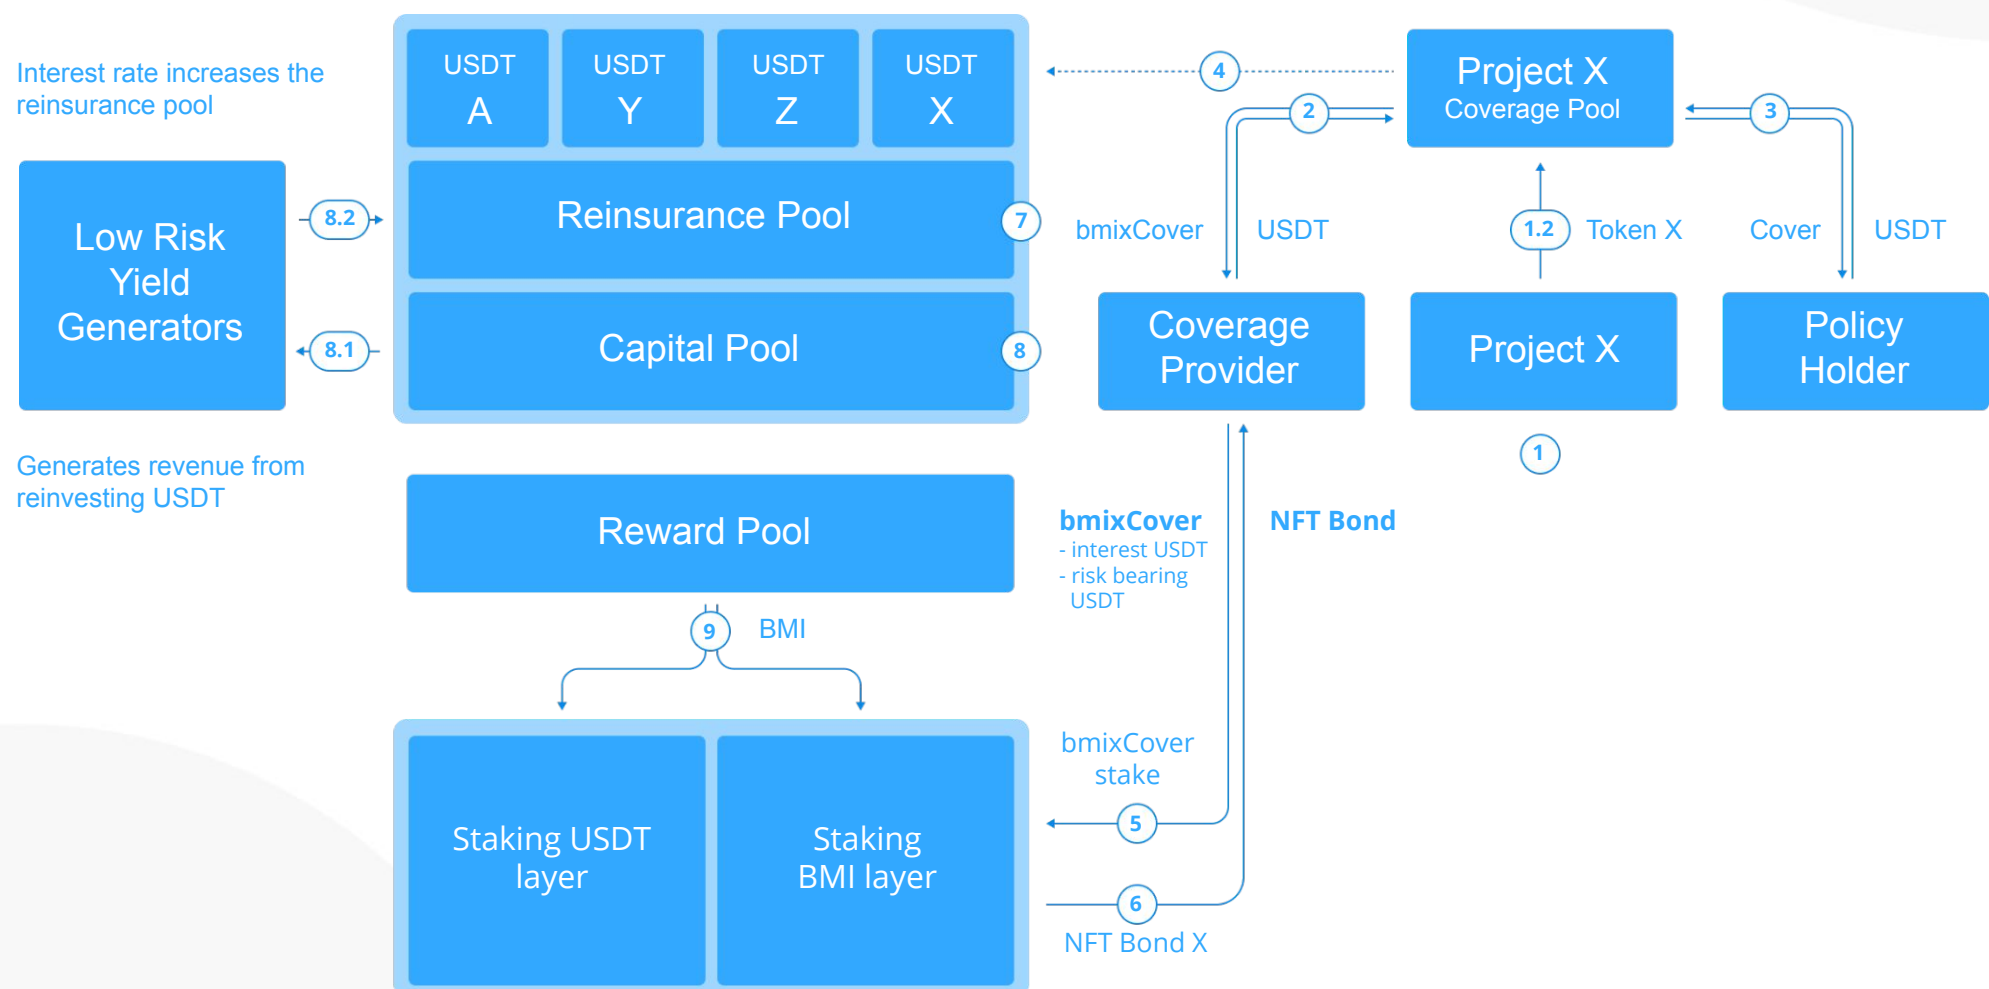 Interest rate increases the
reinsurance pool
USDT
A
USDT
Y
USDT
Z
USDT
X
4
Project X
Coverage Pool
2
3
Low Risk
Yield
Generators
8.2
8.1
Reinsurance Pool
7
Capital Pool
8
bmixCover
USDT
1.2
Token X
Cover
USDT
Coverage
Provider
Project X
Policy
Holder
1
Generates revenue from
reinvesting USDT
Reward Pool
bmixCover
- interest USDT
- risk bearing
USDT
NFT Bond
9
BMI
Staking USDT
layer
Staking
BMI layer
bmixCover
stake
5
6
NFT Bond X